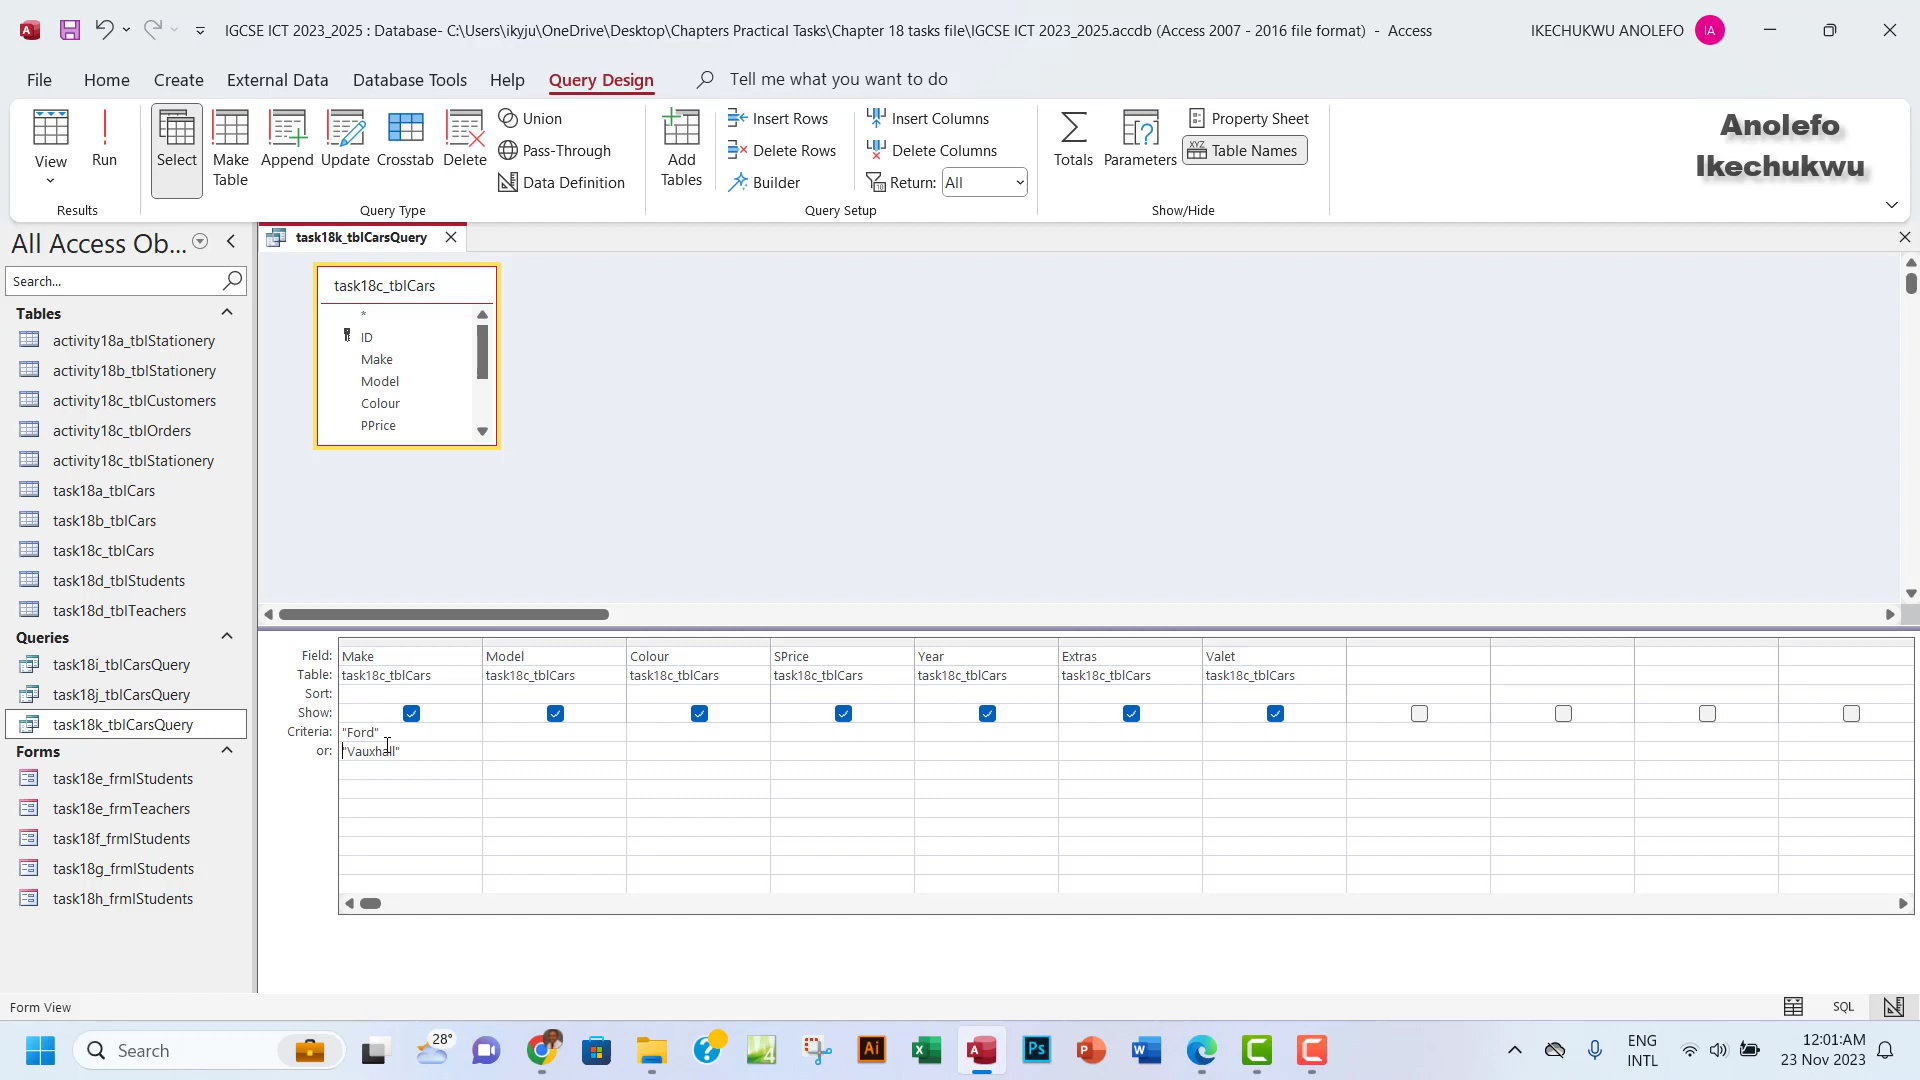 IGCSE ICT 2023_2025 : Database- C:\Users\ikyju\OneDrive\Desktop\Chapters Practical Tasks\Chapter 18 tasks file\IGCSE ICT 2023_2025.accdb (Access 2007 - 2016 file format) - Access
IKECHUKWU ANOLEFO
IA
File Home Create External Data Database Tools Help Query Design Tell me what you want to do
View Run
Select Make Table Append Update Crosstab Delete
Union
Pass-Through
Data Definition
Add Tables
Insert Rows
Delete Rows
Builder
Insert Columns
Delete Columns
Return: All
Totals Parameters
Property Sheet
XYZ Table Names
Results Query Type Query Setup Show/Hide
Anolefo
Ikechukwu
All Access Ob...
Search...
Tables
activity18a_tblStationery
activity18b_tblStationery
activity18c_tblCustomers
activity18c_tblOrders
activity18c_tblStationery
task18a_tblCars
task18b_tblCars
task18c_tblCars
task18d_tblStudents
task18d_tblTeachers
Queries
task18i_tblCarsQuery
task18j_tblCarsQuery
task18k_tblCarsQuery
Forms
task18e_frmlStudents
task18e_frmTeachers
task18f_frmlStudents
task18g_frmlStudents
task18h_frmlStudents
task18k_tblCarsQuery
task18c_tblCars
*
ID
Make
Model
Colour
PPrice
Field: Make Model Colour SPrice Year Extras Valet
Table: task18c_tblCars task18c_tblCars task18c_tblCars task18c_tblCars task18c_tblCars task18c_tblCars task18c_tblCars
Sort:
Show:
Criteria: "Ford"
or: "Vauxhall"
Form View
SQL
Search
28°
Ai
Ps
ENG
INTL
12:01:AM
23 Nov 2023